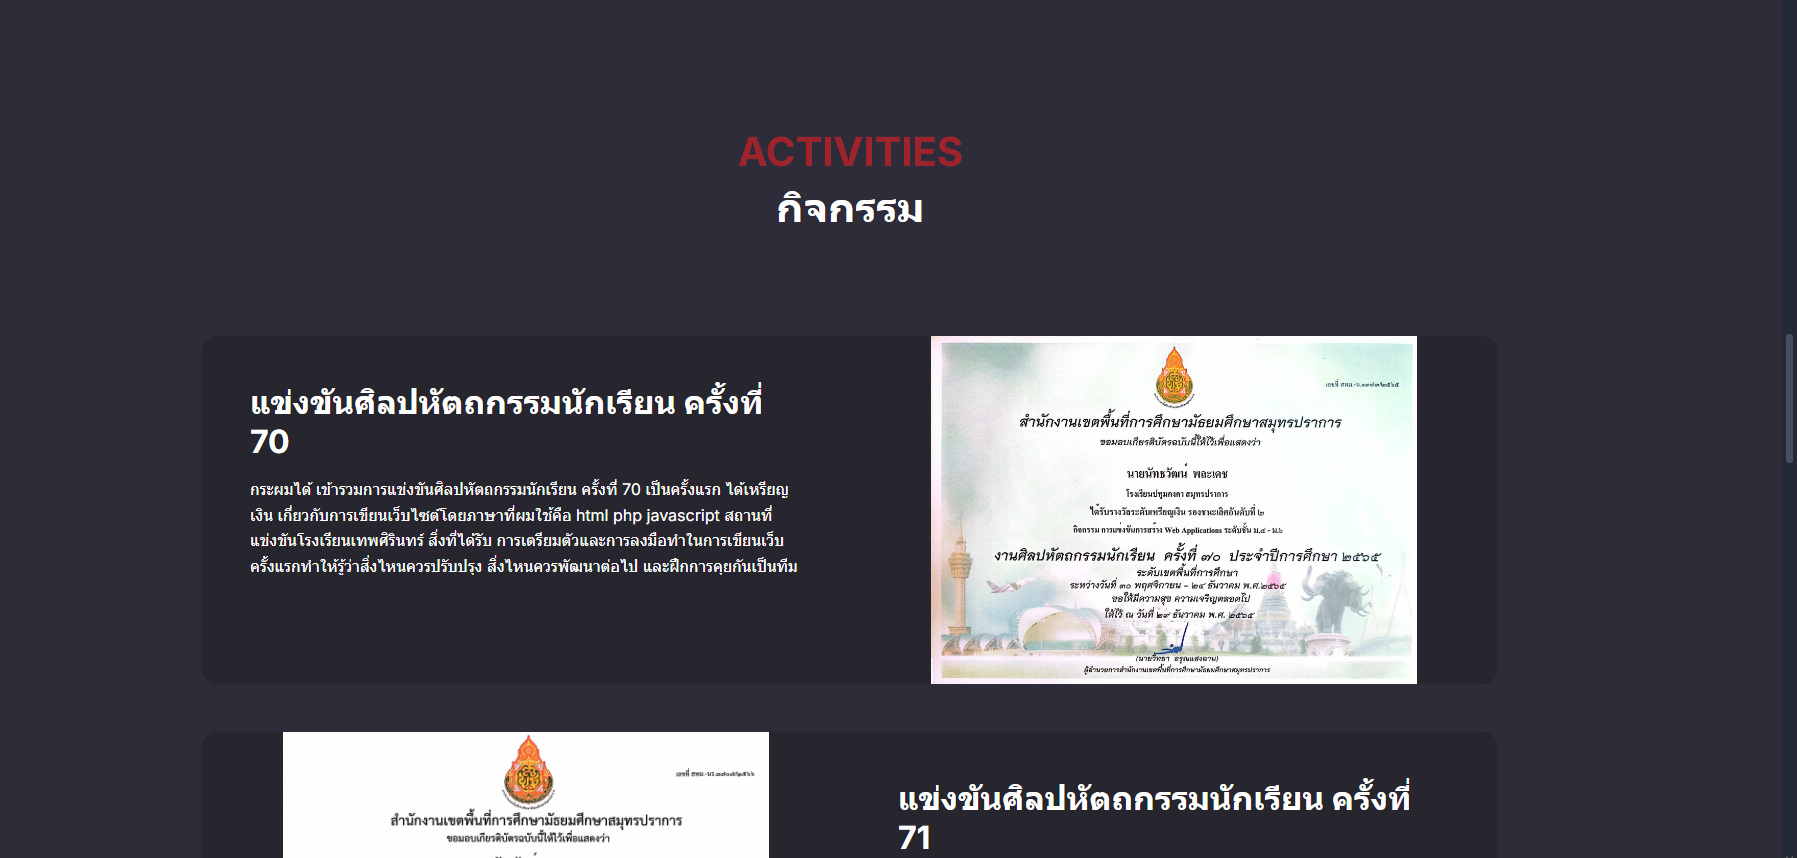 ACTIVITIES
กิจกรรม
แข่งขันศิลปหัตถกรรมนักเรียน ครั้งที่
70
กระผมได้ เข้ารวมการแข่งขันศิลปหัตถกรรมนักเรียน ครั้งที่ 70 เป็นครั้งแรก ได้เหรียญ
เงิน เกี่ยวกับการเขียนเว็บไซต์โดยภาษาที่ผมใช้คือ html php javascript สถานที่
แข่งขันโรงเรียนเทพศิรินทร์ สิ่งที่ได้รับ การเตรียมตัวและการลงมือทำในการเขียนเว็บ
ครั้งแรกทำให้รู้ว่าสิ่งไหนควรปรับปรุง สิ่งไหนควรพัฒนาต่อไป และฝึกการคุยกันเป็นทีม
สำนักงานเขตพื้นที่การศึกษามัธยมศึกษาสมุทรปราการ
ขอมอบเกียรติบัตรฉบับนี้ให้ไว้เพื่อแสดงว่า
นายนัทธวัฒน์ พละเดช
โรงเรียนปทุมคงคา สมุทรปราการ
ได้รับรางวัลระดับเหรียญเงิน รองชนะเลิศอันดับที่ ๒
กิจกรรม การแข่งขันการสร้าง Web Applications ระดับชั้น ม.๔ - ม.๖
งานศิลปหัตถกรรมนักเรียน ครั้งที่ ๗๐ ประจำปีการศึกษา ๒๕๖๕
ระดับเขตพื้นที่การศึกษา
ระหว่างวันที่ ๓๐ พฤศจิกายน - ๒๔ ธันวาคม พ.ศ.๒๕๖๕
ขอให้มีความสุข ความเจริญตลอดไป
ให้ไว้ ณ วันที่ ๒๙ ธันวาคม พ.ศ. ๒๕๖๕
ผู้อำนวยการสำนักงานเขตพื้นที่การศึกษามัธยมศึกษาสมุทรปราการ
สำนักงานเขตพื้นที่การศึกษามัธยมศึกษาสมุทรปราการ
ขอมอบเกียรติบัตรฉบับนี้ให้ไว้เพื่อแสดงว่า
แข่งขันศิลปหัตถกรรมนักเรียน ครั้งที่
71